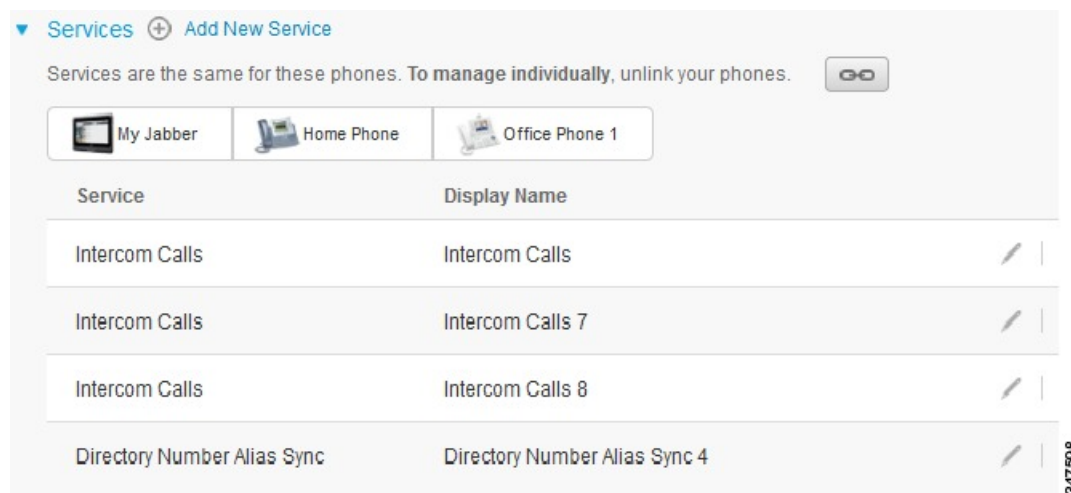 Services Add New Service
Services are the same for these phones. To manage individually, unlink your phones.
My Jabber Home Phone Office Phone 1
Service Display Name
Intercom Calls Intercom Calls
Intercom Calls Intercom Calls 7
Intercom Calls Intercom Calls 8
Directory Number Alias Sync Directory Number Alias Sync 4
347508